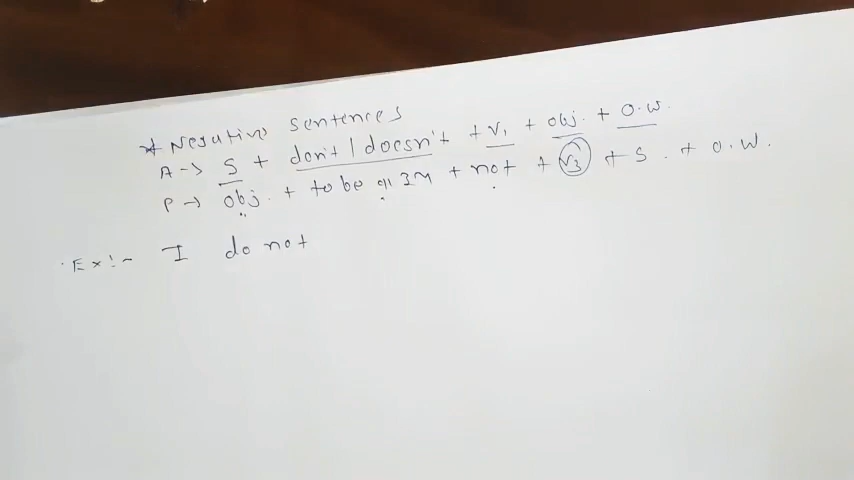 * Negative sentences
A → S + don't / doesn't + V₁ + obj. + O.W.
P → obj. + to be का रूप + not + V₃ + S. + O.W.
Ex:- I do not